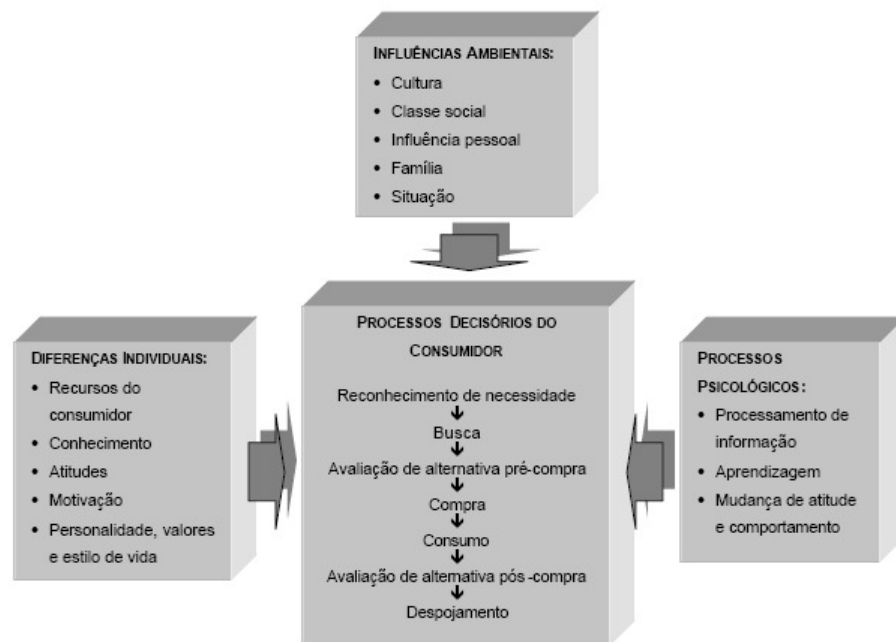 INFLUÊNCIAS AMBIENTAIS:
• Cultura
• Classe social
• Influência pessoal
• Família
• Situação
DIFERENÇAS INDIVIDUAIS:
• Recursos do
consumidor
• Conhecimento
• Atitudes
• Motivação
• Personalidade, valores
e estilo de vida
PROCESSOS DECISÓRIOS DO
CONSUMIDOR
Reconhecimento de necessidade
Busca
Avaliação de alternativa pré-compra
Compra
Consumo
Avaliação de alternativa pós-compra
Despojamento
PROCESSOS
PSICOLÓGICOS:
• Processamento de
informação
• Aprendizagem
• Mudança de atitude
e comportamento